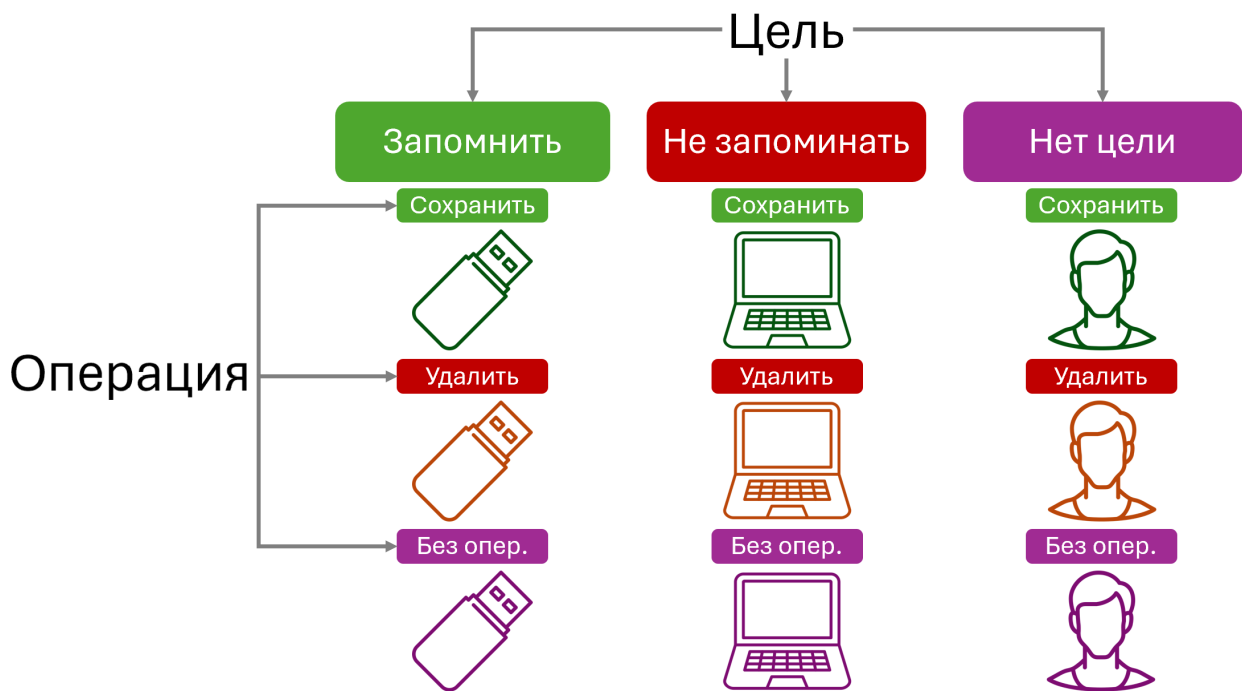 Цель
Запомнить
Не запоминать
Нет цели
Сохранить
Сохранить
Сохранить
Операция
Удалить
Удалить
Удалить
Без опер.
Без опер.
Без опер.